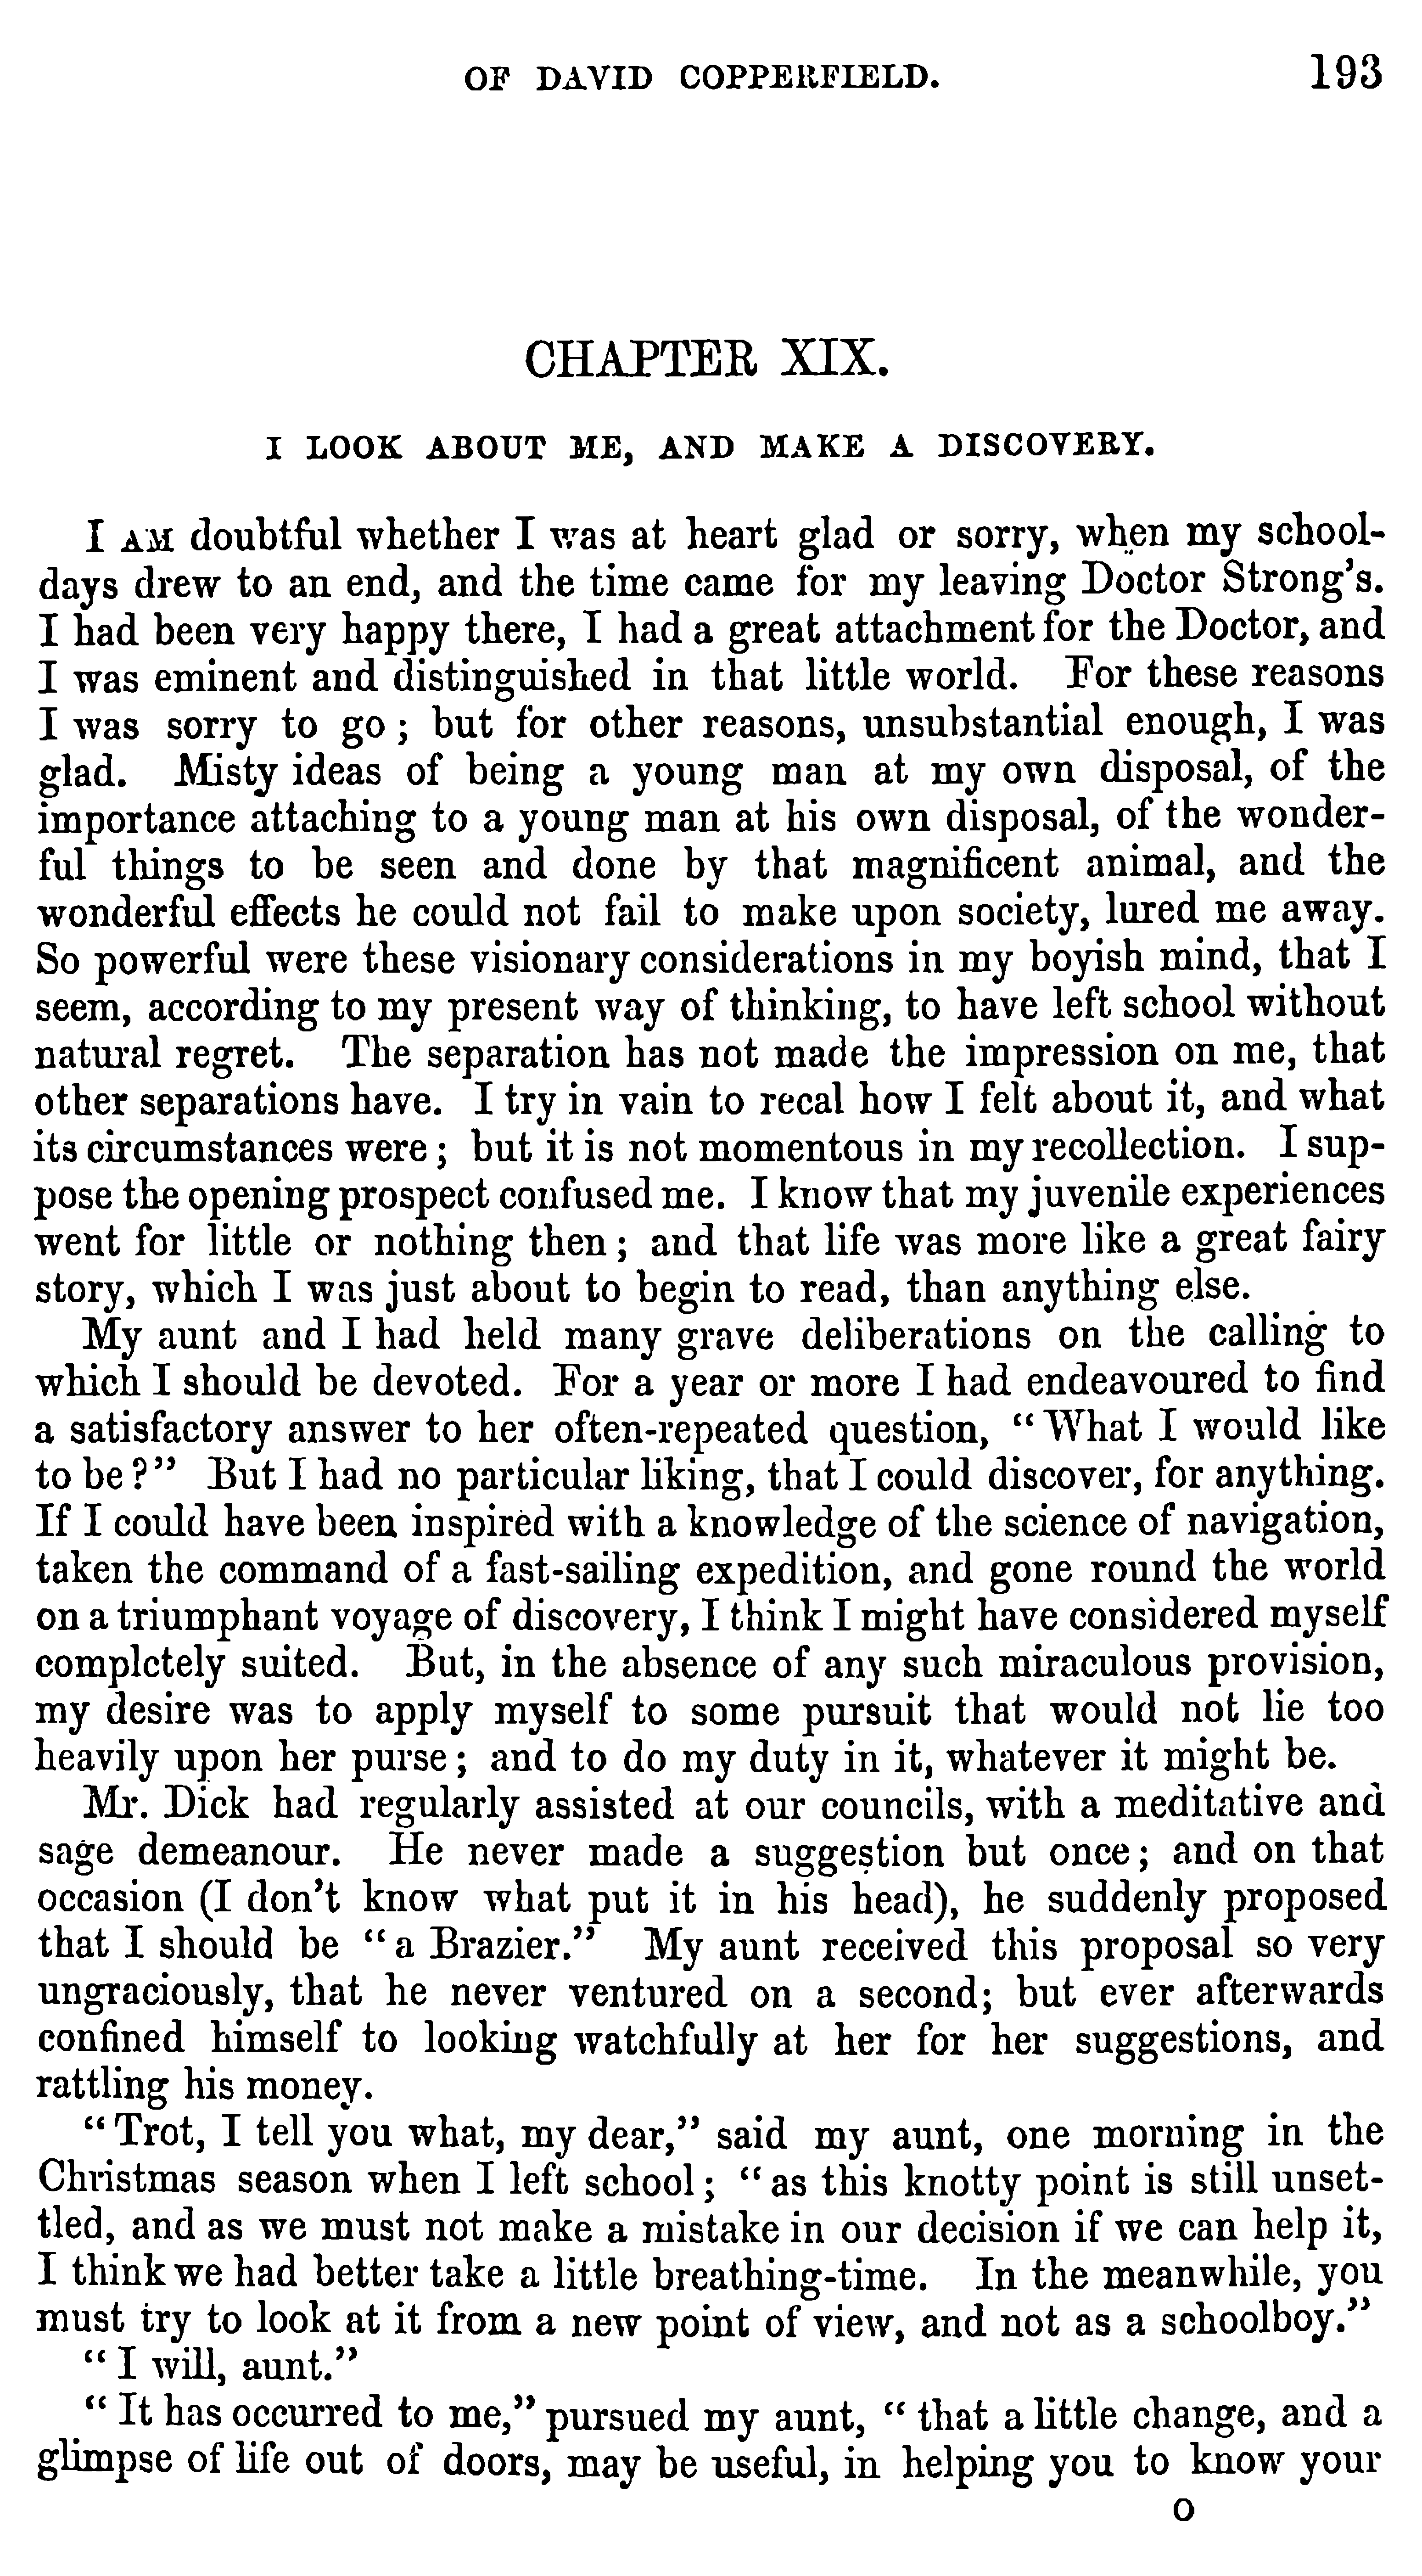 OF DAVID COPPERFIELD. 193
CHAPTER XIX.
I LOOK ABOUT ME, AND MAKE A DISCOVERY.
I AM doubtful whether I was at heart glad or sorry, when my school-
days drew to an end, and the time came for my leaving Doctor Strong's.
I had been very happy there, I had a great attachment for the Doctor, and
I was eminent and distinguished in that little world. For these reasons
I was sorry to go; but for other reasons, unsubstantial enough, I was
glad. Misty ideas of being a young man at my own disposal, of the
importance attaching to a young man at his own disposal, of the wonder-
ful things to be seen and done by that magnificent animal, and the
wonderful effects he could not fail to make upon society, lured me away.
So powerful were these visionary considerations in my boyish mind, that I
seem, according to my present way of thinking, to have left school without
natural regret. The separation has not made the impression on me, that
other separations have. I try in vain to recal how I felt about it, and what
its circumstances were; but it is not momentous in my recollection. I sup-
pose the opening prospect confused me. I know that my juvenile experiences
went for little or nothing then; and that life was more like a great fairy
story, which I was just about to begin to read, than anything else.
My aunt and I had held many grave deliberations on the calling to
which I should be devoted. For a year or more I had endeavoured to find
a satisfactory answer to her often-repeated question, "What I would like
to be?" But I had no particular liking, that I could discover, for anything.
If I could have been inspired with a knowledge of the science of navigation,
taken the command of a fast-sailing expedition, and gone round the world
on a triumphant voyage of discovery, I think I might have considered myself
completely suited. But, in the absence of any such miraculous provision,
my desire was to apply myself to some pursuit that would not lie too
heavily upon her purse; and to do my duty in it, whatever it might be.
Mr. Dick had regularly assisted at our councils, with a meditative and
sage demeanour. He never made a suggestion but once; and on that
occasion (I don't know what put it in his head), he suddenly proposed
that I should be "a Brazier." My aunt received this proposal so very
ungraciously, that he never ventured on a second; but ever afterwards
confined himself to looking watchfully at her for her suggestions, and
rattling his money.
"Trot, I tell you what, my dear," said my aunt, one morning in the
Christmas season when I left school; "as this knotty point is still unset-
tled, and as we must not make a mistake in our decision if we can help it,
I think we had better take a little breathing-time. In the meanwhile, you
must try to look at it from a new point of view, and not as a schoolboy."
"I will, aunt."
"It has occurred to me," pursued my aunt, "that a little change, and a
glimpse of life out of doors, may be useful, in helping you to know your
O